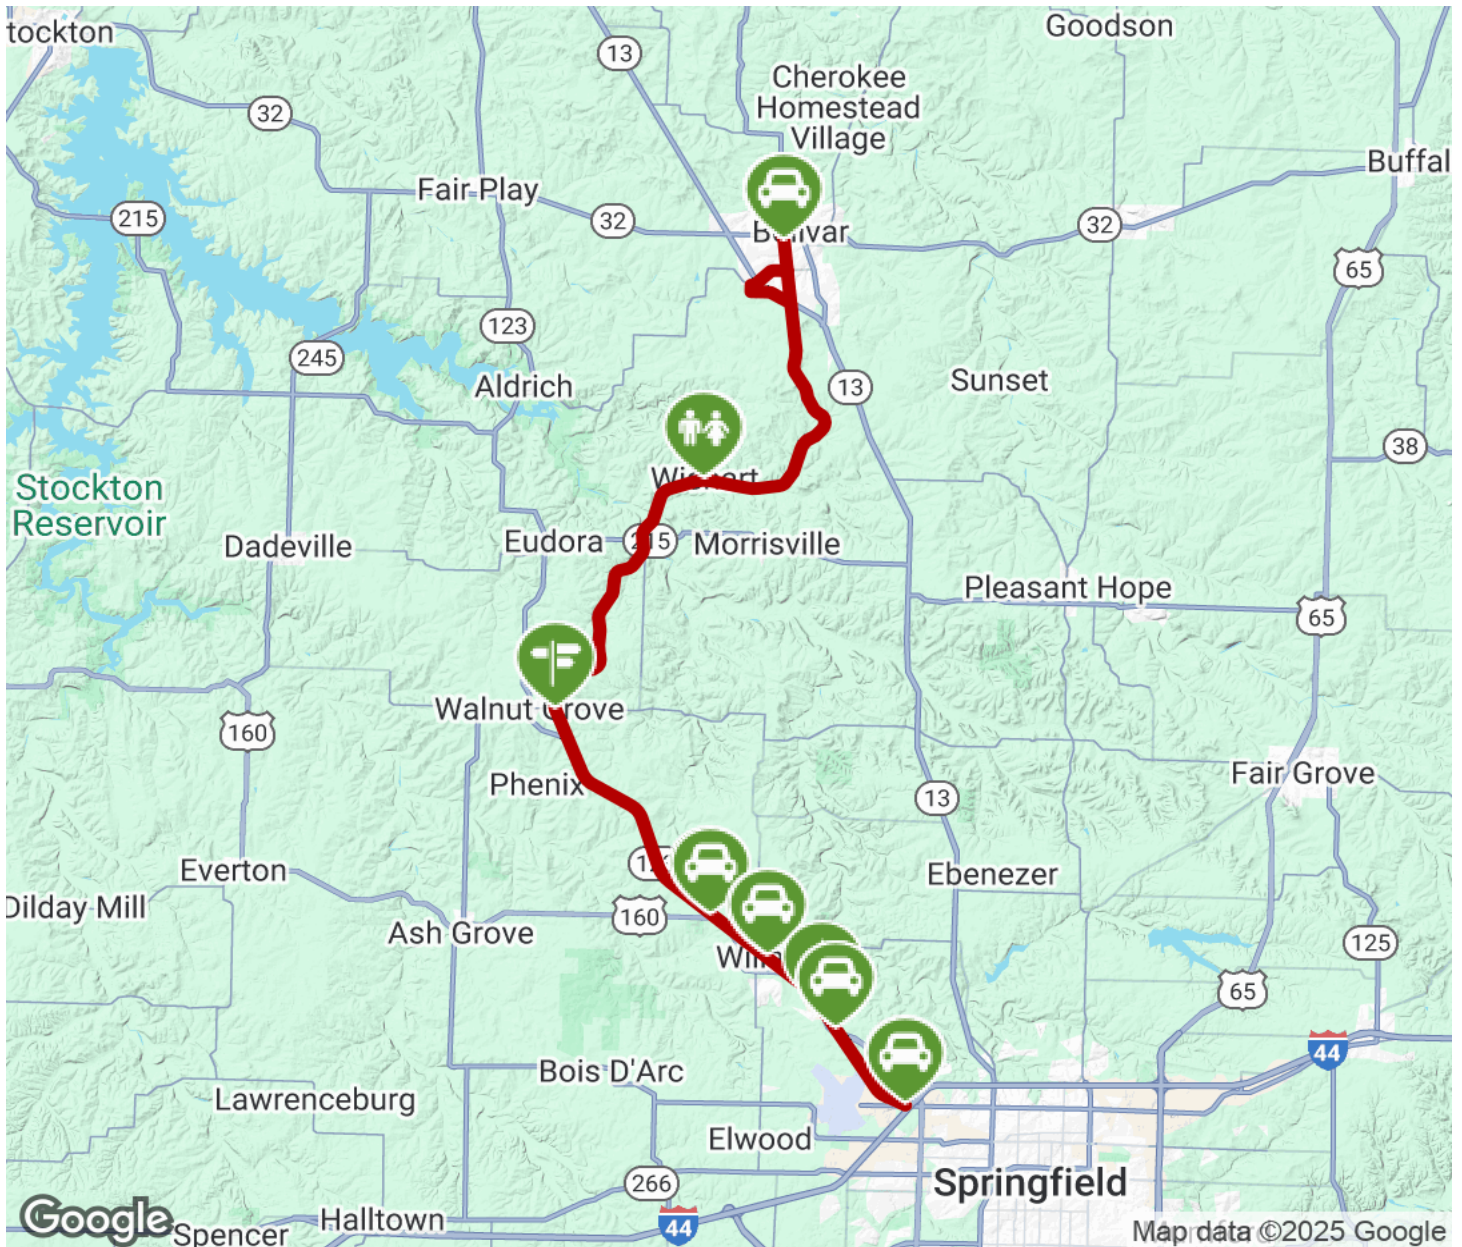 tockton
Goodson
13
Cherokee
Homestead
Village
32
Buffal
Fair Play
215
32
32
65
123
245
Aldrich
13
Sunset
38
Stockton
Reservoir
Dadeville
Eudora
Morrisville
Pleasant Hope
65
Walnut Grove
160
Phenix
Fair Grove
13
Everton
Ebenezer
Dilday Mill
160
Ash Grove
125
65
44
Bois D'Arc
Lawrenceburg
Elwood
266
Springfield
Google
Spencer
Halltown
44
Map data ©2025 Google